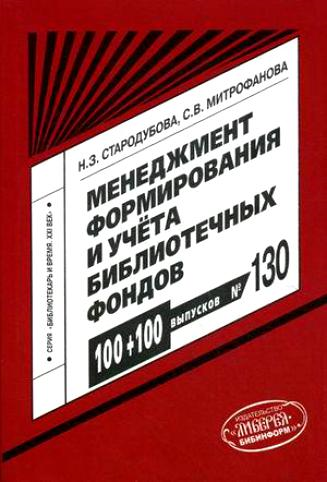 Н.З. СТАРОДУБОВА, С.В. МИТРОФАНОВА
МЕНЕДЖМЕНТ
ФОРМИРОВАНИЯ
И УЧЁТА
БИБЛИОТЕЧНЫХ
ФОНДОВ
100+100 ВЫПУСКОВ № 130
• СЕРИЯ «БИБЛИОТЕКАРЬ И ВРЕМЯ. XXI ВЕК» •
ИЗДАТЕЛЬСТВО
«ЛИБЕРЕЯ-
БИБИНФОРМ»